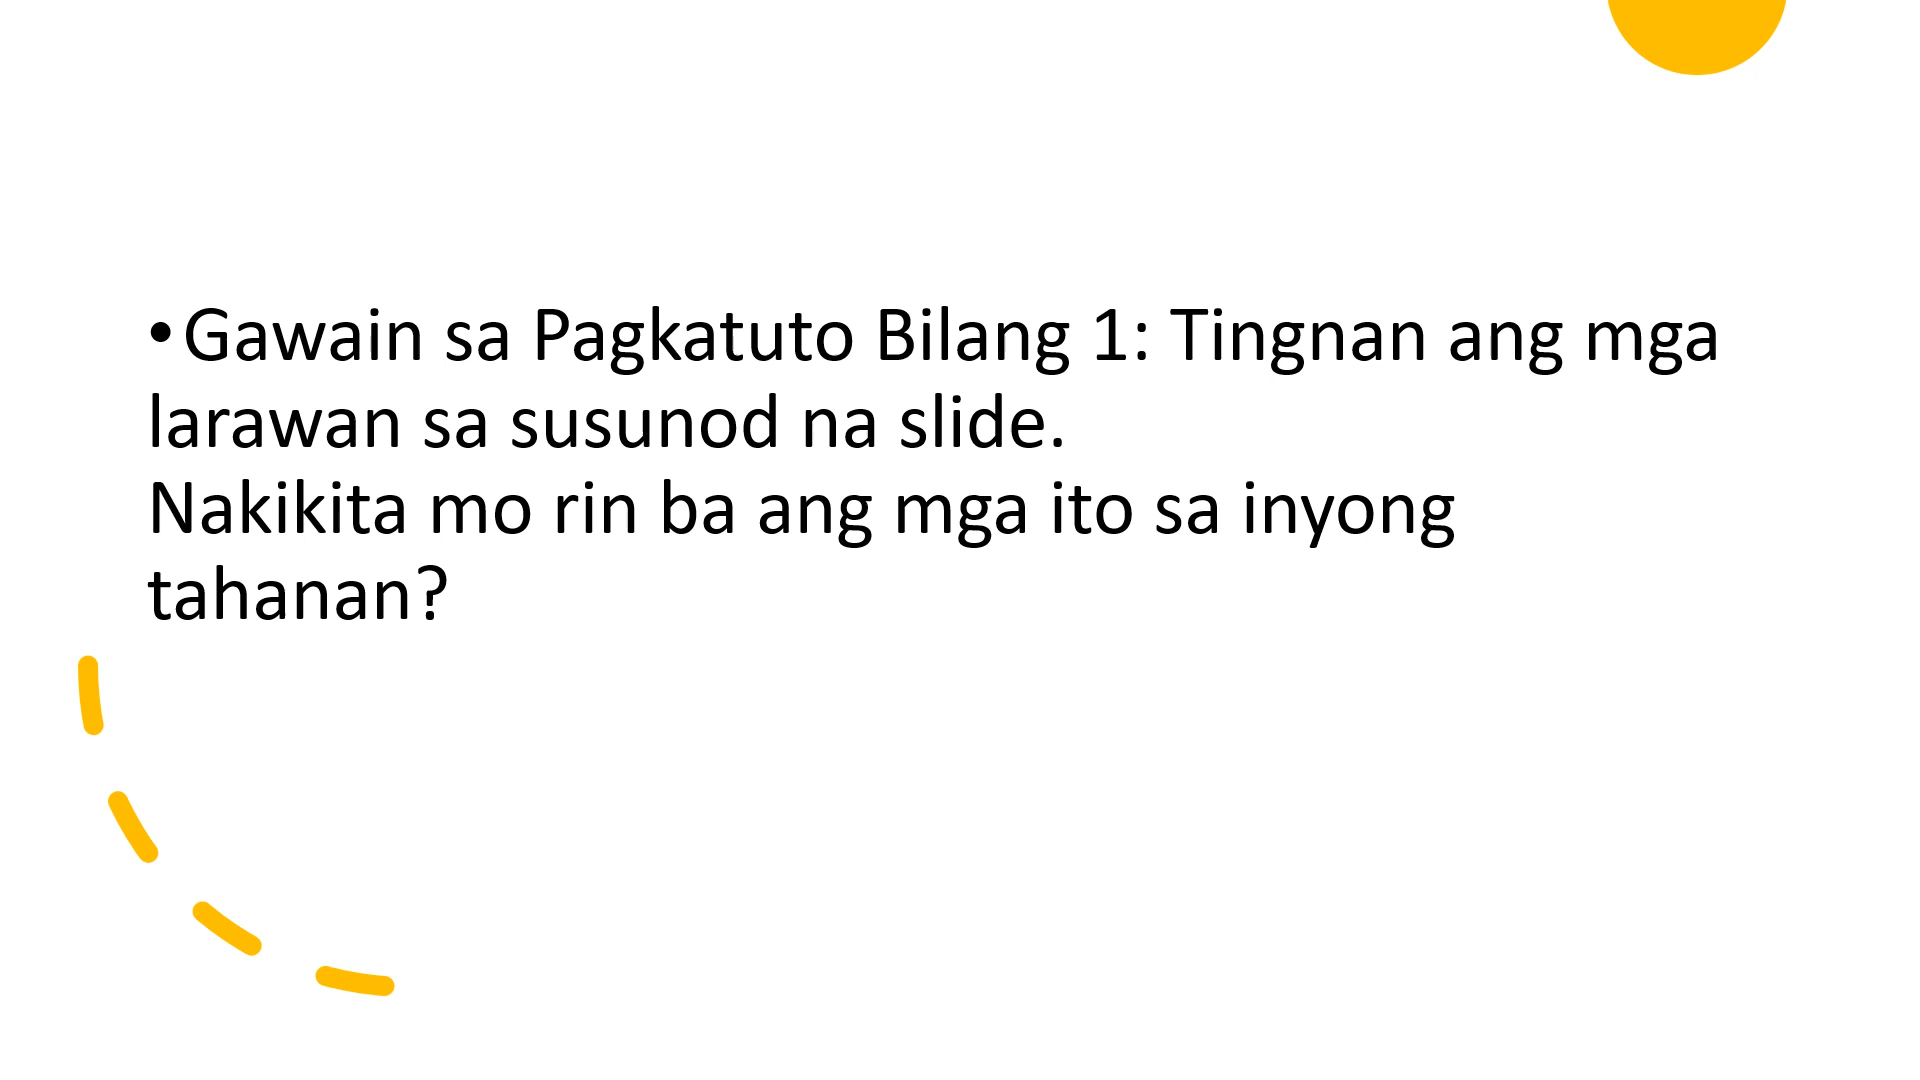 •Gawain sa Pagkatuto Bilang 1: Tingnan ang mga
larawan sa susunod na slide.
Nakikita mo rin ba ang mga ito sa inyong
tahanan?